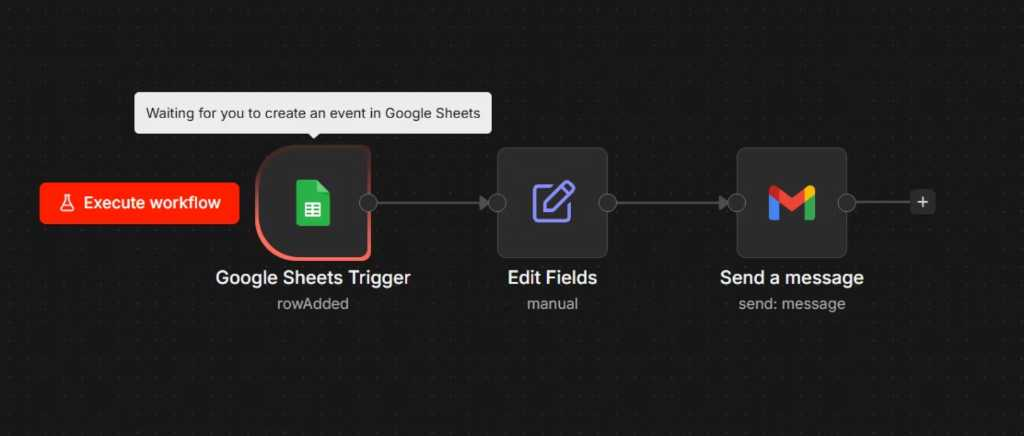 Waiting for you to create an event in Google Sheets
Execute workflow
Google Sheets Trigger
rowAdded
Edit Fields
manual
Send a message
send: message